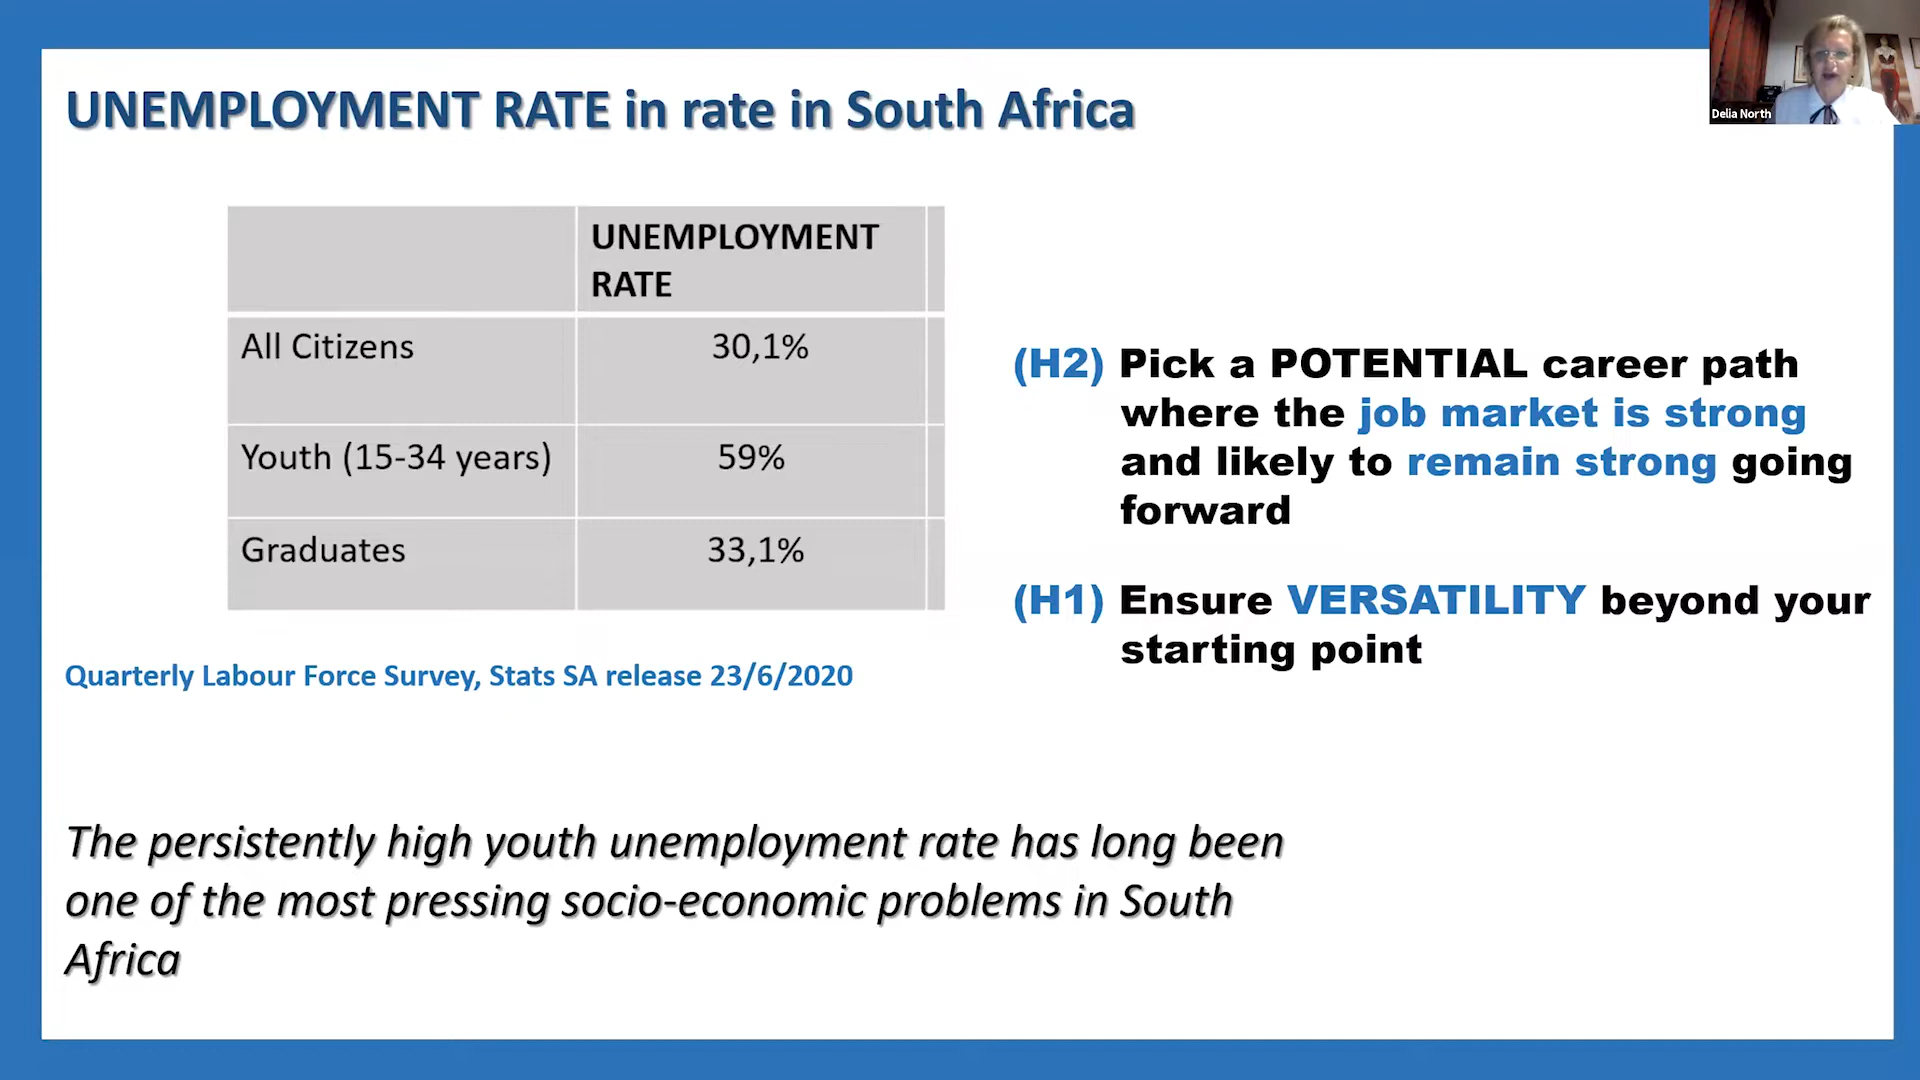 UNEMPLOYMENT RATE in rate in South Africa
Delia North
UNEMPLOYMENT
RATE
All Citizens 30,1%
Youth (15-34 years) 59%
Graduates 33,1%
Quarterly Labour Force Survey, Stats SA release 23/6/2020
(H2) Pick a POTENTIAL career path
where the job market is strong
and likely to remain strong going
forward
(H1) Ensure VERSATILITY beyond your
starting point
The persistently high youth unemployment rate has long been
one of the most pressing socio-economic problems in South
Africa